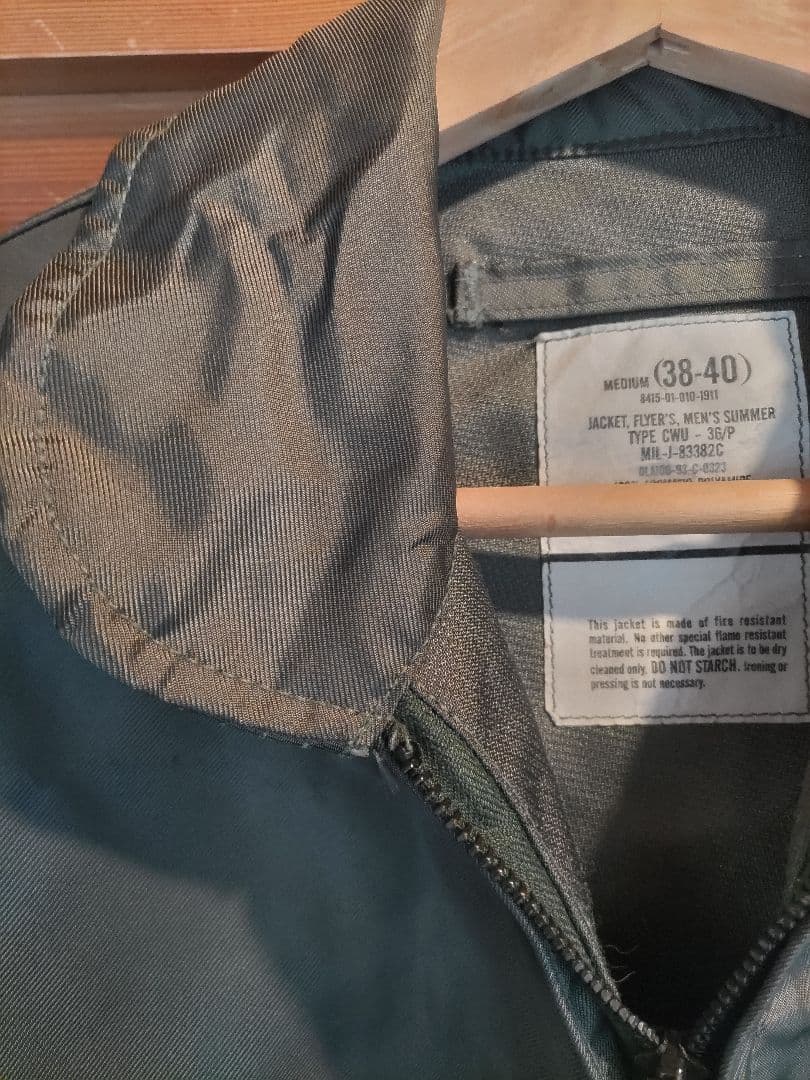 MEDIUM (38-40)
8415-01-010-1911
JACKET, FLYER'S, MEN'S SUMMER
TYPE CWU - 36/P
MIL-J-83382C
This jacket is made of fire resistant
material. No other special flame resistant
treatment is required. The jacket is to be dry
cleaned only. DO NOT STARCH. Ironing or
pressing is not necessary.